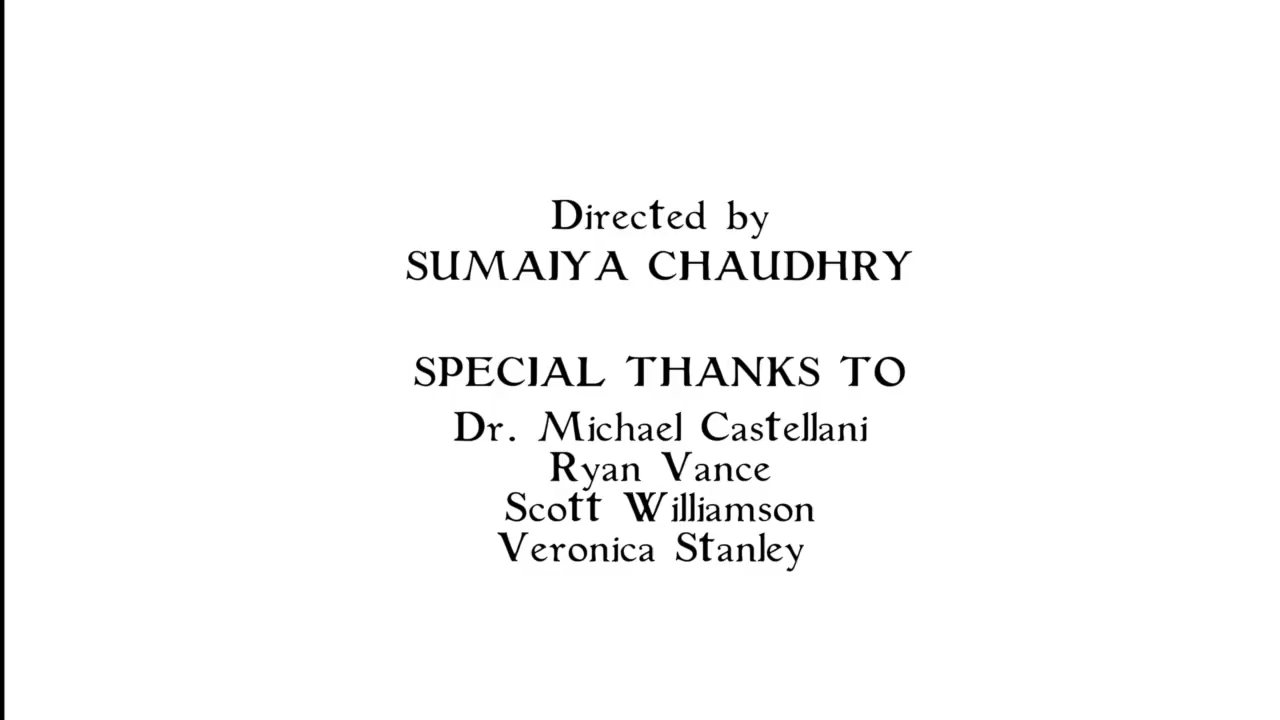 Directed by
SUMAIYA CHAUDHRY
SPECIAL THANKS TO
Dr. Michael Castellani
Ryan Vance
Scott Williamson
Veronica Stanley